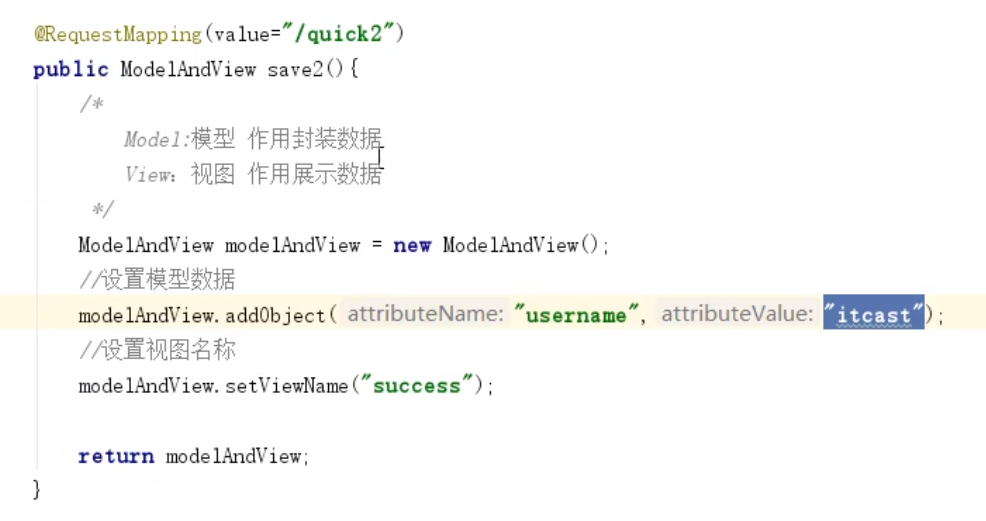 @RequestMapping(value="/quick2")
public ModelAndView save2(){
/*
Model:模型 作用封装数据
View：视图 作用展示数据
*/
ModelAndView modelAndView = new ModelAndView();
//设置模型数据
modelAndView.addObject( attributeName: "username", attributeValue: "itcast");
//设置视图名称
modelAndView.setViewName("success");
return modelAndView;
}